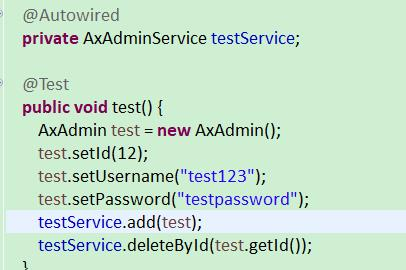 @Autowired
private AxAdminService testService;
@Test
public void test() {
AxAdmin test = new AxAdmin();
test.setId(12);
test.setUsername("test123");
test.setPassword("testpassword");
testService.add(test);
testService.deleteById(test.getId());
}